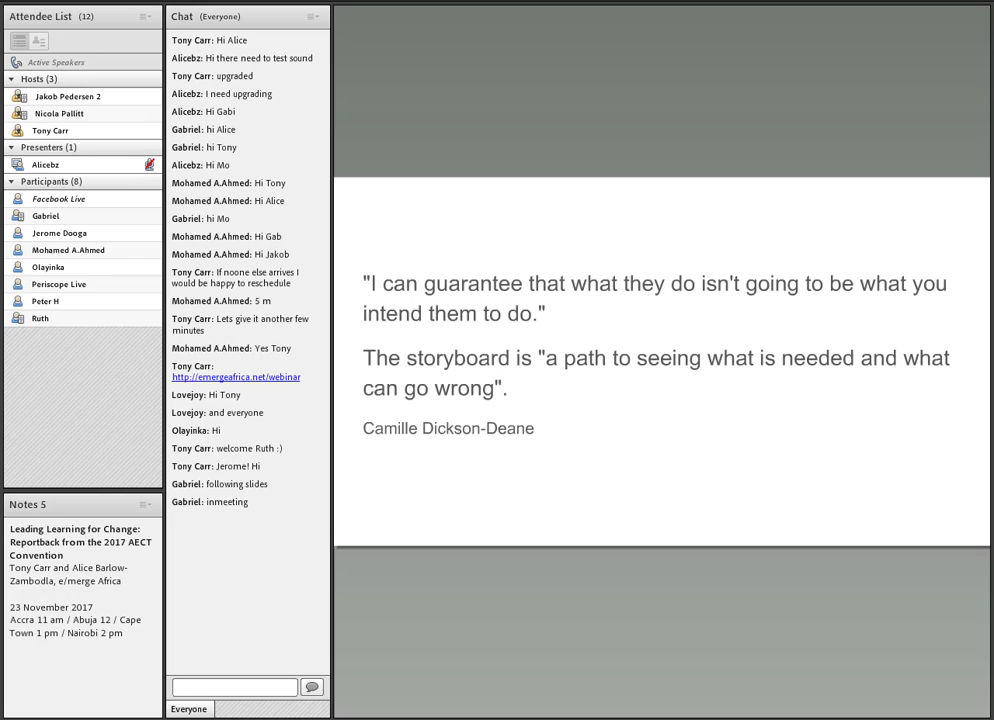 Attendee List (12)
Active Speakers
Hosts (3)
Jakob Pedersen 2
Nicola Pallitt
Tony Carr
Presenters (1)
Alicebz
Participants (8)
Facebook Live
Gabriel
Jerome Dooga
Mohamed A.Ahmed
Olayinka
Periscope Live
Peter H
Ruth
Notes 5
Leading Learning for Change:
Reportback from the 2017 AECT
Convention
Tony Carr and Alice Barlow-
Zambodla, e/merge Africa
23 November 2017
Accra 11 am / Abuja 12 / Cape
Town 1 pm / Nairobi 2 pm
Chat (Everyone)
Tony Carr: Hi Alice
Alicebz: Hi there need to test sound
Tony Carr: upgraded
Alicebz: I need upgrading
Alicebz: Hi Gabi
Gabriel: hi Alice
Gabriel: hi Tony
Alicebz: Hi Mo
Mohamed A.Ahmed: Hi Tony
Mohamed A.Ahmed: Hi Alice
Gabriel: hi Mo
Mohamed A.Ahmed: Hi Gab
Mohamed A.Ahmed: Hi Jakob
Tony Carr: If noone else arrives I
would be happy to reschedule
Mohamed A.Ahmed: 5 m
Tony Carr: Lets give it another few
minutes
Mohamed A.Ahmed: Yes Tony
Tony Carr:
http://emergeafrica.net/webinar
Lovejoy: Hi Tony
Lovejoy: and everyone
Olayinka: Hi
Tony Carr: welcome Ruth :)
Tony Carr: Jerome! Hi
Gabriel: following slides
Gabriel: inmeeting
Everyone
"I can guarantee that what they do isn't going to be what you
intend them to do."
The storyboard is "a path to seeing what is needed and what
can go wrong".
Camille Dickson-Deane